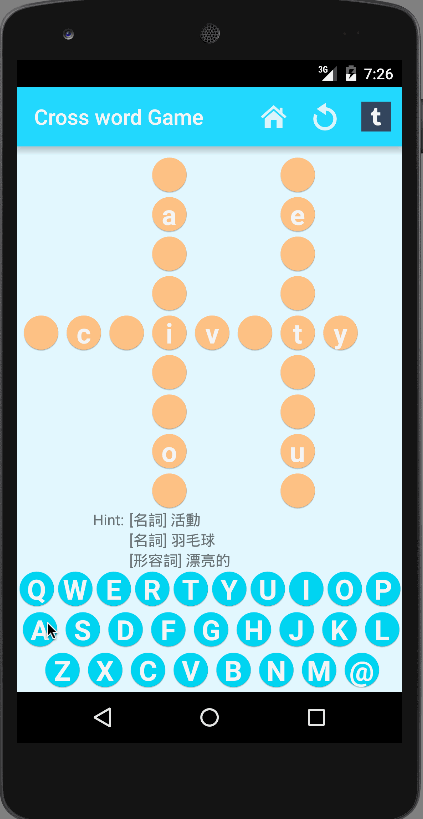 3G 7:26
Cross word Game t
a e
c i v t y
o u
Hint: [名詞] 活動
[名詞] 羽毛球
[形容詞] 漂亮的
Q W E R T Y U I O P
A S D F G H J K L
Z X C V B N M @